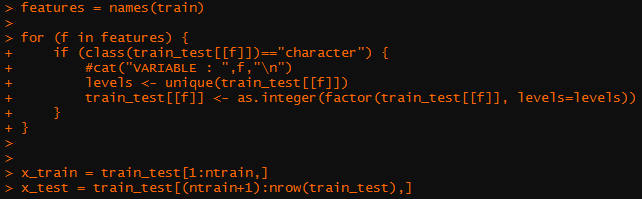 > features = names(train)
>
> for (f in features) {
+     if (class(train_test[[f]])=="character") {
+         #cat("VARIABLE : ",f,"\n")
+         levels <- unique(train_test[[f]])
+         train_test[[f]] <- as.integer(factor(train_test[[f]], levels=levels))
+     }
+ }
>
>
> x_train = train_test[1:ntrain,]
> x_test = train_test[(ntrain+1):nrow(train_test),]